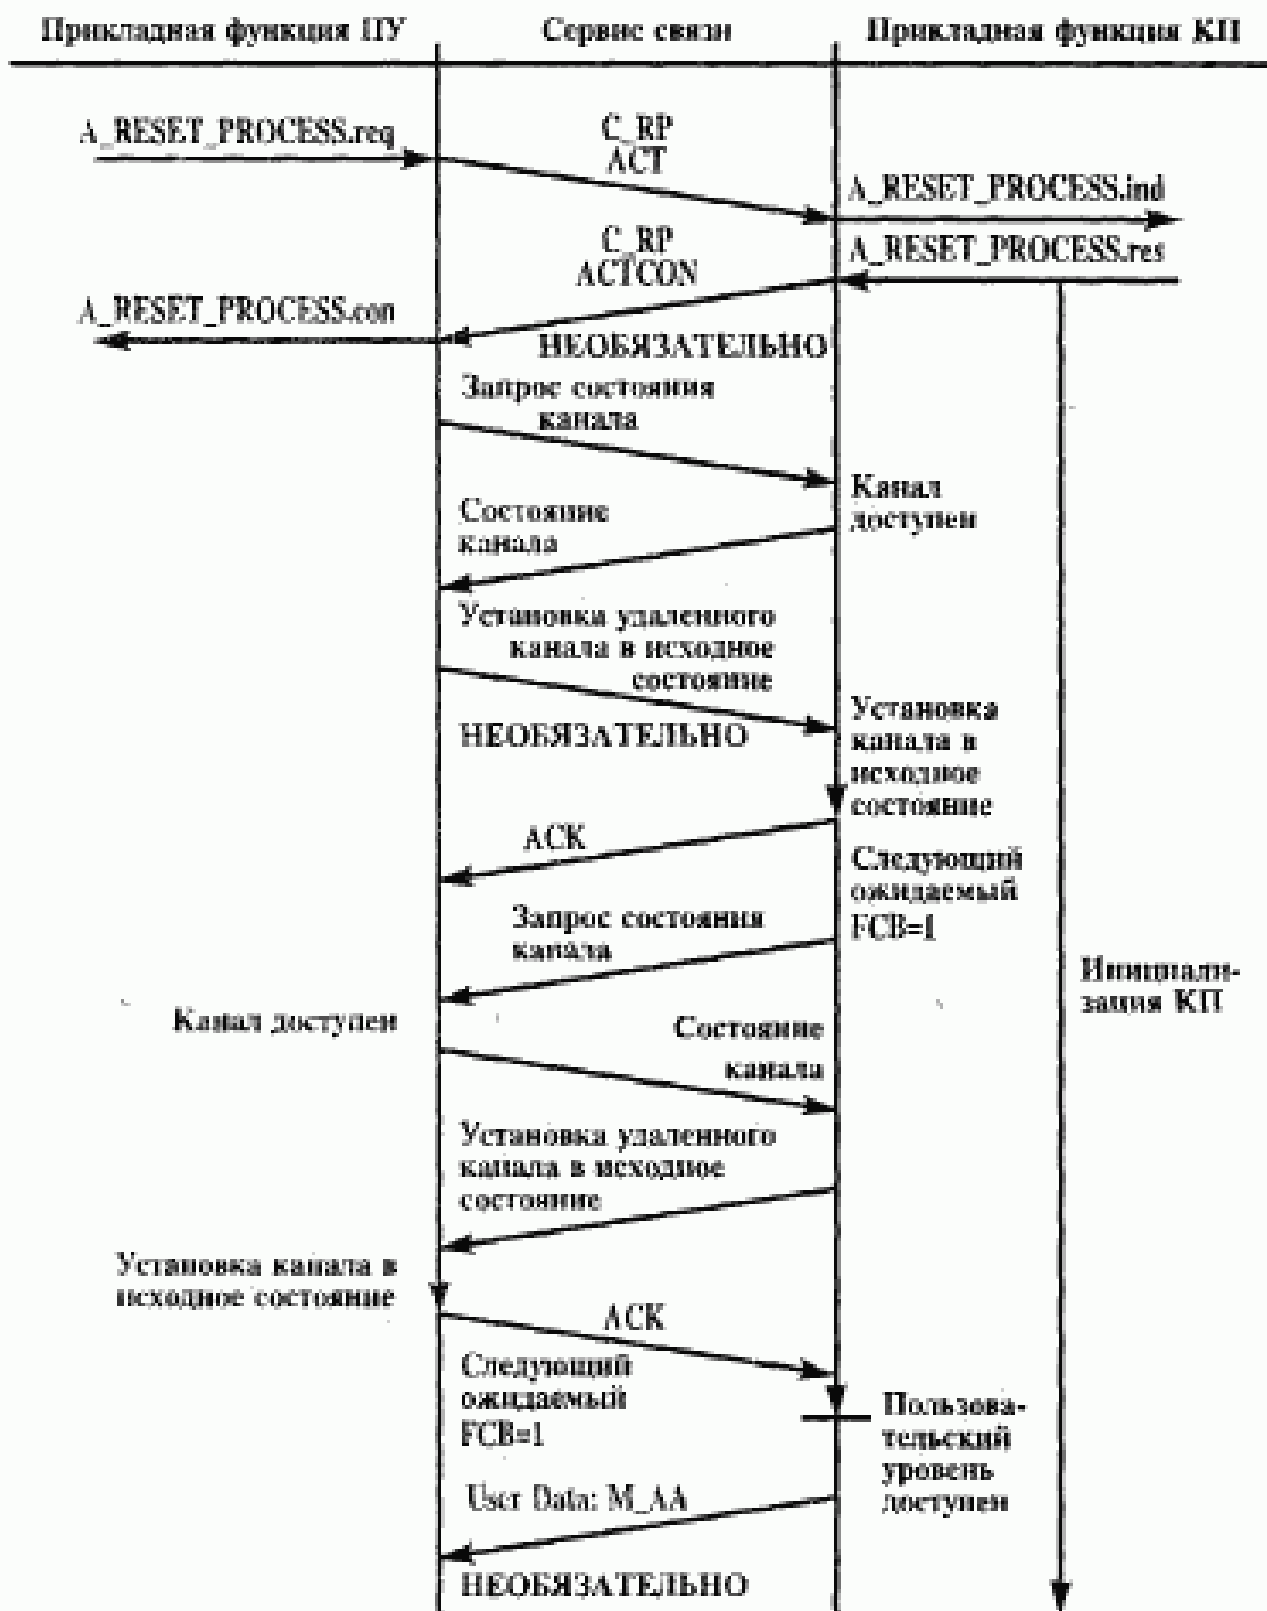 Прикладная функция ПУ
Сервис связи
Прикладная функция КП
A_RESET_PROCESS.req
C_RP
ACT
A_RESET_PROCESS.ind
C_RP
ACTCON
A_RESET_PROCESS.res
A_RESET_PROCESS.con
НЕОБЯЗАТЕЛЬНО
Запрос состояния
канала
Канал
доступен
Состояние
канала
Установка удаленного
канала в исходное
состояние
НЕОБЯЗАТЕЛЬНО
Установка
канала в
исходное
состояние
ACK
Следующий
ожидаемый
FCB=1
Запрос состояния
канала
Инициали-
зация КП
Канал доступен
Состояние
канала
Установка удаленного
канала в исходное
состояние
Установка канала в
исходное состояние
ACK
Следующий
ожидаемый
FCB=1
Пользова-
тельский
уровень
доступен
User Data: M_AA
НЕОБЯЗАТЕЛЬНО